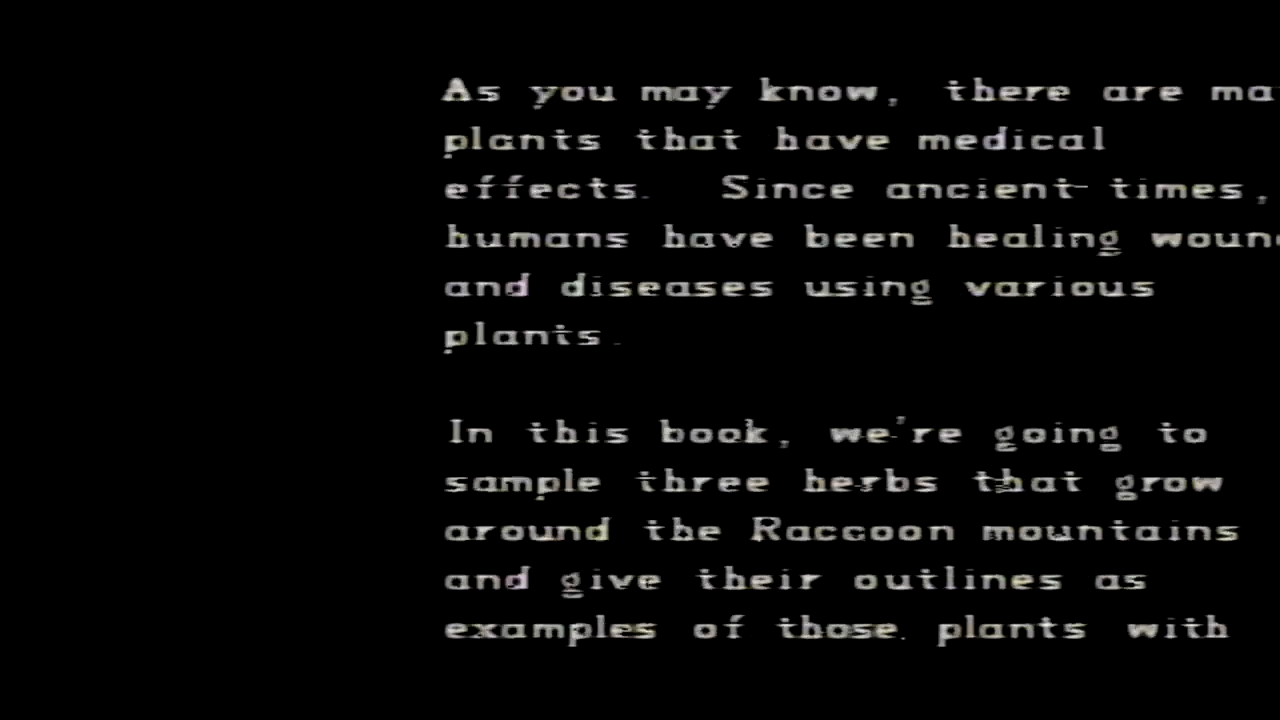 As you may know, there are ma
plants that have medical
effects. Since ancient times,
humans have been healing woun
and diseases using various
plants.
In this book, we're going to
sample three herbs that grow
around the Raccoon mountains
and give their outlines as
examples of those plants with